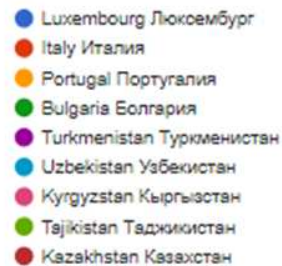 Luxembourg Люксембург
Italy Италия
Portugal Португалия
Bulgaria Болгария
Turkmenistan Туркменистан
Uzbekistan Узбекистан
Kyrgyzstan Кыргызстан
Tajikistan Таджикистан
Kazakhstan Казахстан